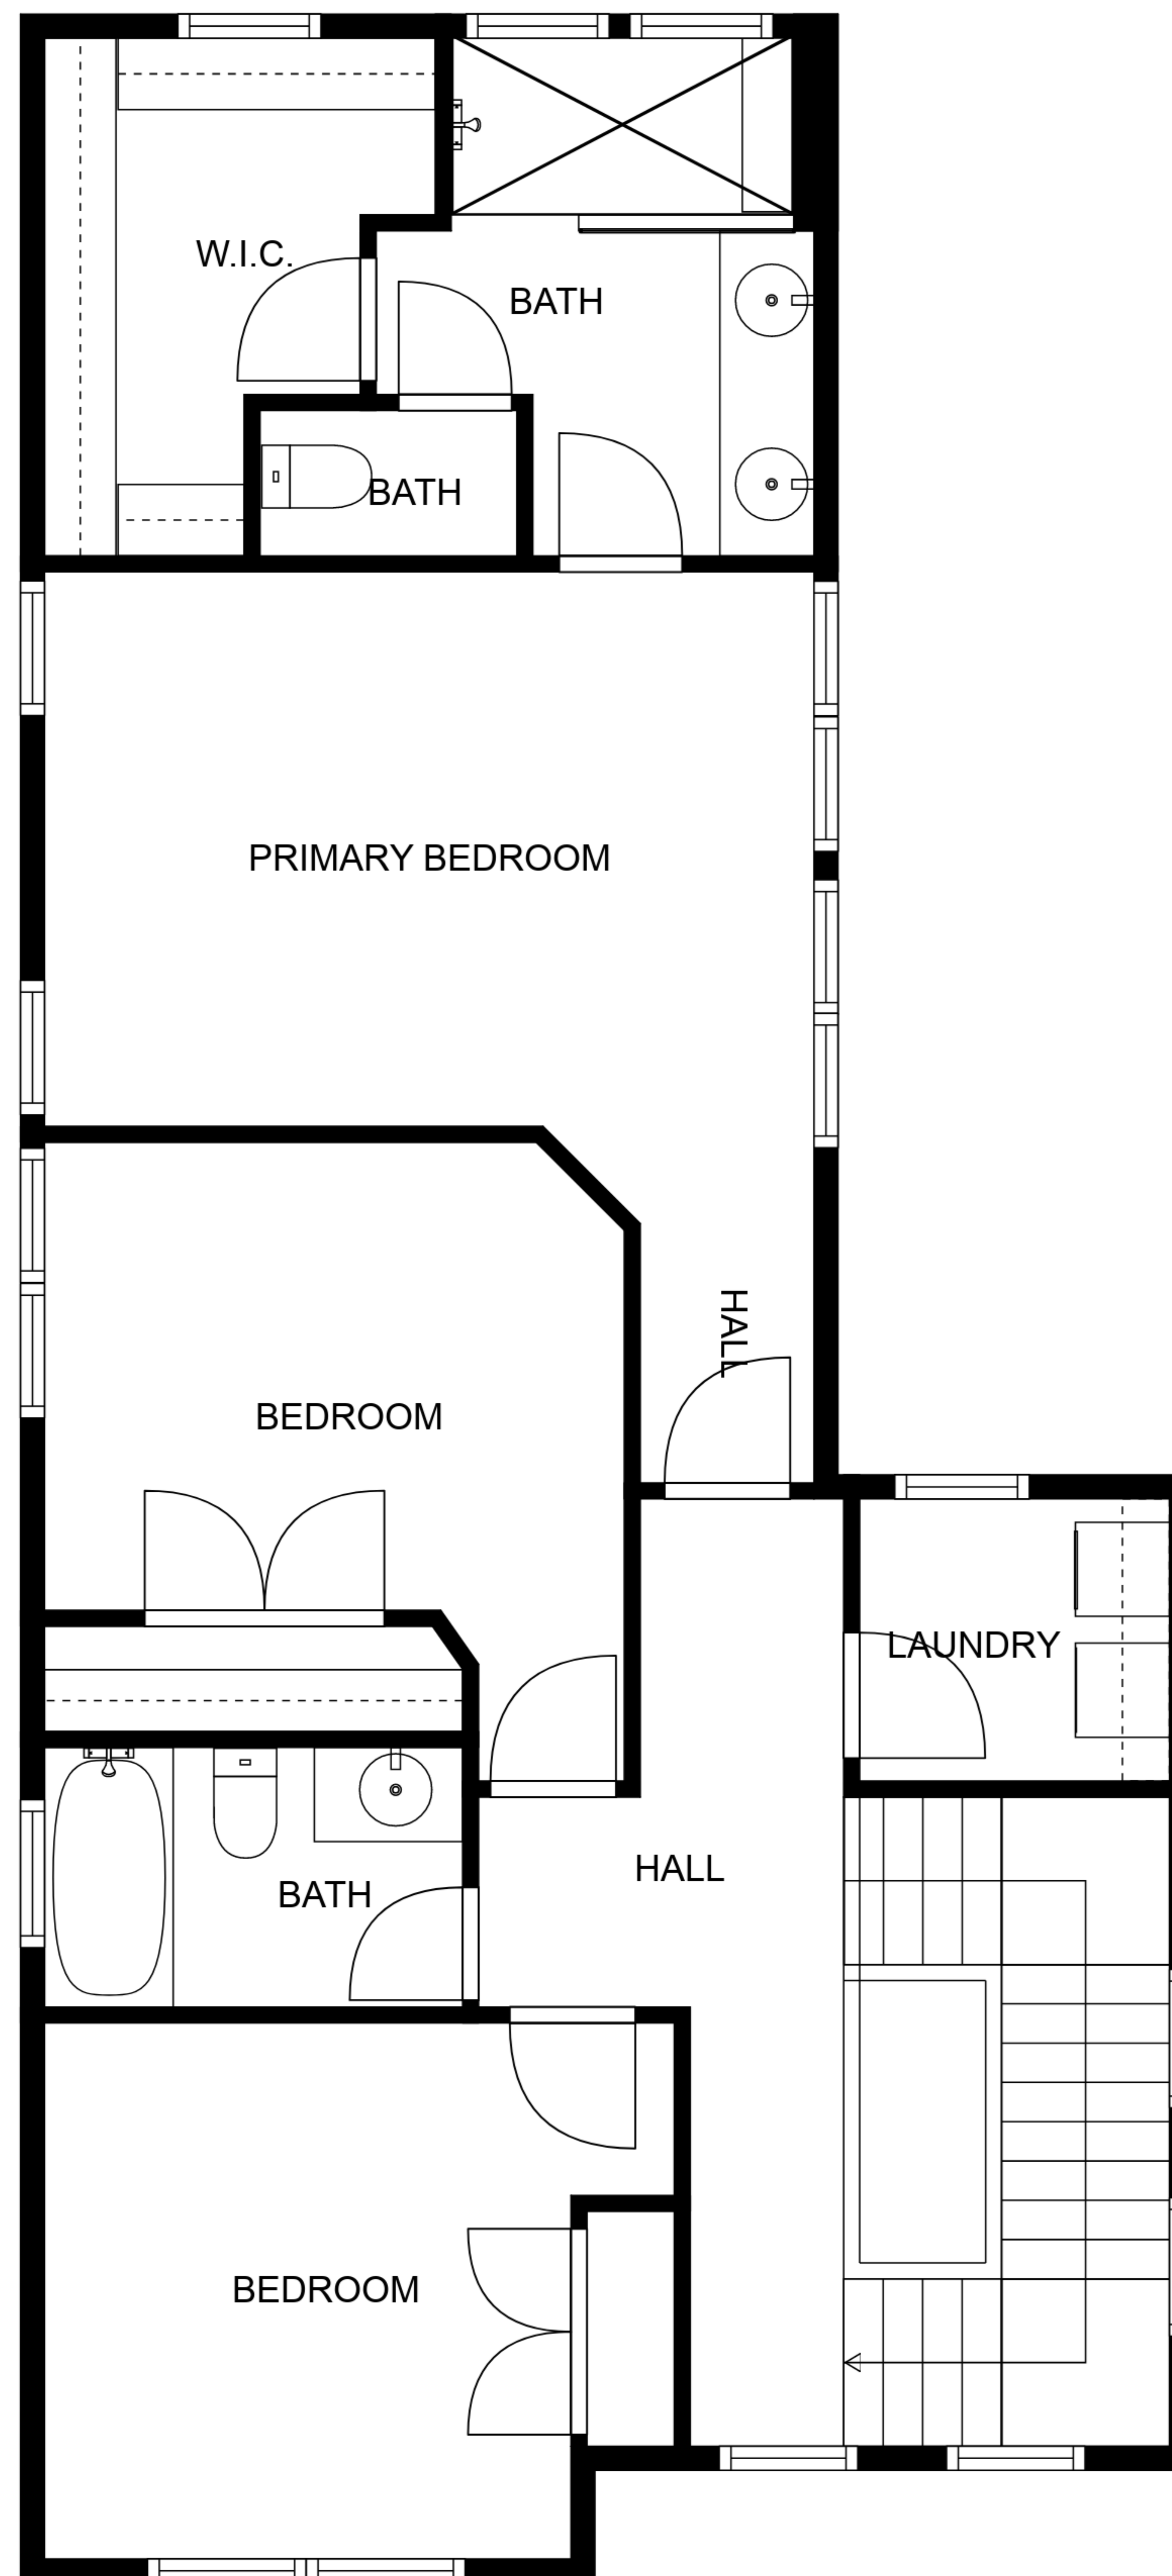 W.I.C.
BATH
BATH
PRIMARY BEDROOM
HALL
BEDROOM
LAUNDRY
HALL
BATH
BEDROOM